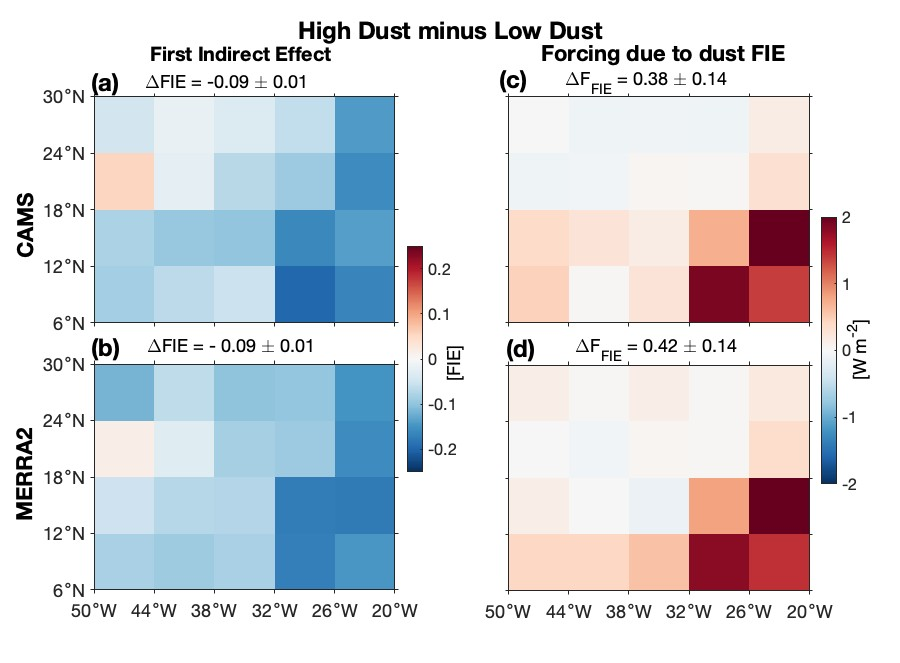 High Dust minus Low Dust
First Indirect Effect
Forcing due to dust FIE
(a) ΔFIE = -0.09 ± 0.01
(c) ΔF_FIE = 0.38 ± 0.14
30°N
24°N
18°N
12°N
6°N
CAMS
0.2
0.1
0
-0.1
-0.2
[FIE]
2
1
0
-1
-2
[W m-2]
(b) ΔFIE = - 0.09 ± 0.01
(d) ΔF_FIE = 0.42 ± 0.14
30°N
24°N
18°N
12°N
6°N
MERRA2
50°W 44°W 38°W 32°W 26°W 20°W
50°W 44°W 38°W 32°W 26°W 20°W